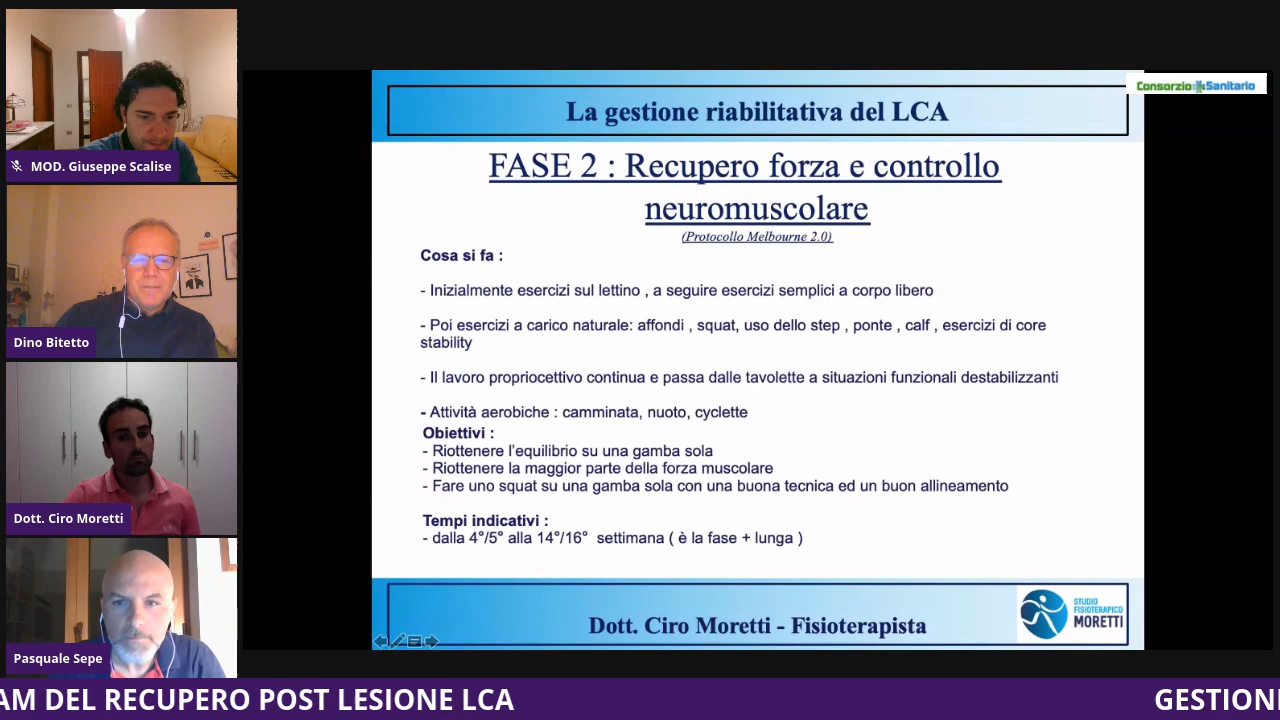 MOD. Giuseppe Scalise
Dino Bitetto
Dott. Ciro Moretti
Pasquale Sepe
Consorzio Sanitario
La gestione riabilitativa del LCA
FASE 2 : Recupero forza e controllo
neuromuscolare
(Protocollo Melbourne 2.0)
Cosa si fa :
- Inizialmente esercizi sul lettino , a seguire esercizi semplici a corpo libero
- Poi esercizi a carico naturale: affondi , squat, uso dello step , ponte , calf , esercizi di core
stability
- Il lavoro propriocettivo continua e passa dalle tavolette a situazioni funzionali destabilizzanti
- Attività aerobiche : camminata, nuoto, cyclette
Obiettivi :
- Riottenere l'equilibrio su una gamba sola
- Riottenere la maggior parte della forza muscolare
- Fare uno squat su una gamba sola con una buona tecnica ed un buon allineamento
Tempi indicativi :
- dalla 4°/5° alla 14°/16° settimana ( è la fase + lunga )
Dott. Ciro Moretti - Fisioterapista
STUDIO
FISIOTERAPICO
MORETTI
AM DEL RECUPERO POST LESIONE LCA
GESTION